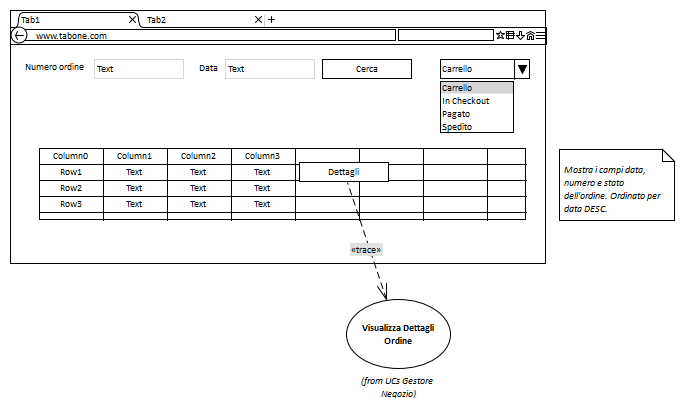 Tab1 Tab2
www.tabone.com
Numero ordine Text Data Text Cerca Carrello
Carrello
In Checkout
Pagato
Spedito
Column0 Column1 Column2 Column3
Row1 Text Text Text Dettagli
Row2 Text Text Text
Row3 Text Text Text
Mostra i campi data,
numero e stato
dell'ordine. Ordinato per
data DESC.
«trace»
Visualizza Dettagli
Ordine
(from UCs Gestore
Negozio)